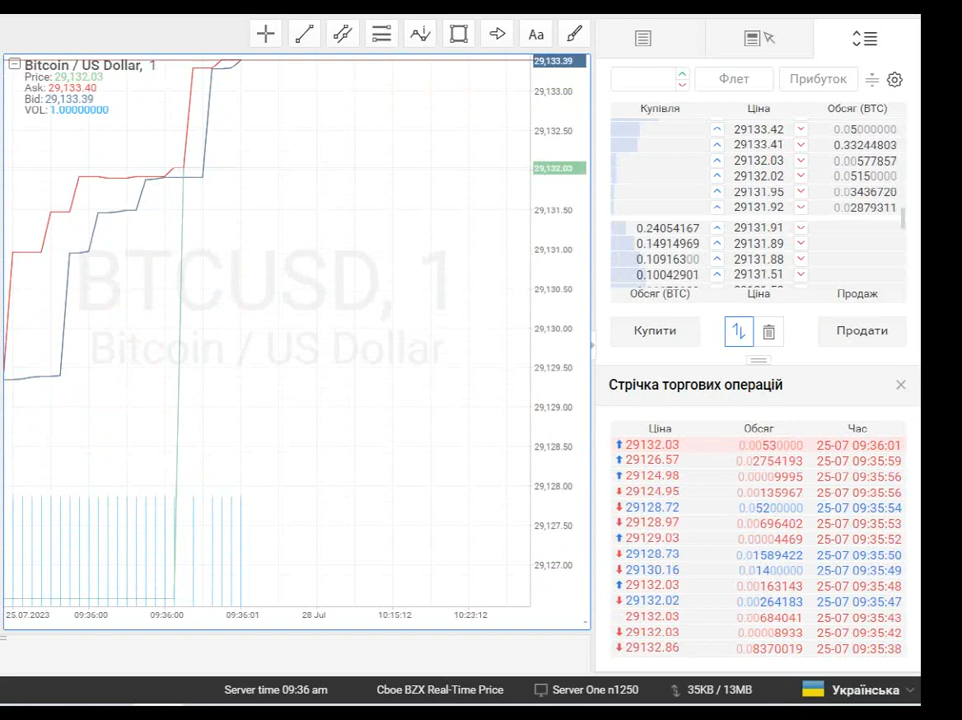 Aa
Bitcoin / US Dollar, 1
Price: 29,132.03
Ask: 29,133.40
Bid: 29,133.39
VOL: 1.00000000
BTCUSD, 1
Bitcoin / US Dollar
29,133.39
29,133.00
29,132.50
29,132.03
29,131.50
29,131.00
29,130.50
29,130.00
29,129.50
29,129.00
29,128.50
29,128.00
29,127.50
29,127.00
25.07.2023 09:36:00 09:36:00 09:36:01 28 Jul 10:15:12 10:23:12
Флет Прибуток
Купівля Ціна Обсяг (BTC)
29133.42 0.05000000
29133.41 0.33244803
29132.03 0.00577857
29132.02 0.05150000
29131.95 0.03436720
29131.92 0.02879311
0.24054167 29131.91
0.14914969 29131.89
0.10916300 29131.88
0.10042901 29131.51
Обсяг (BTC) Ціна Продаж
Купити Продати
Стрічка торгових операцій
Ціна Обсяг Час
29132.03 0.00530000 25-07 09:36:01
29126.57 0.02754193 25-07 09:35:59
29124.98 0.00009995 25-07 09:35:56
29124.95 0.00135967 25-07 09:35:56
29128.72 0.05200000 25-07 09:35:54
29128.97 0.00696402 25-07 09:35:53
29129.03 0.00004469 25-07 09:35:52
29128.73 0.01589422 25-07 09:35:50
29130.16 0.01400000 25-07 09:35:49
29132.03 0.00163143 25-07 09:35:48
29132.02 0.00264183 25-07 09:35:47
29132.03 0.00684041 25-07 09:35:43
29132.03 0.00008933 25-07 09:35:42
29132.86 0.08370019 25-07 09:35:38
Server time 09:36 am Cboe BZX Real-Time Price Server One n1250 35KB / 13MB Українська